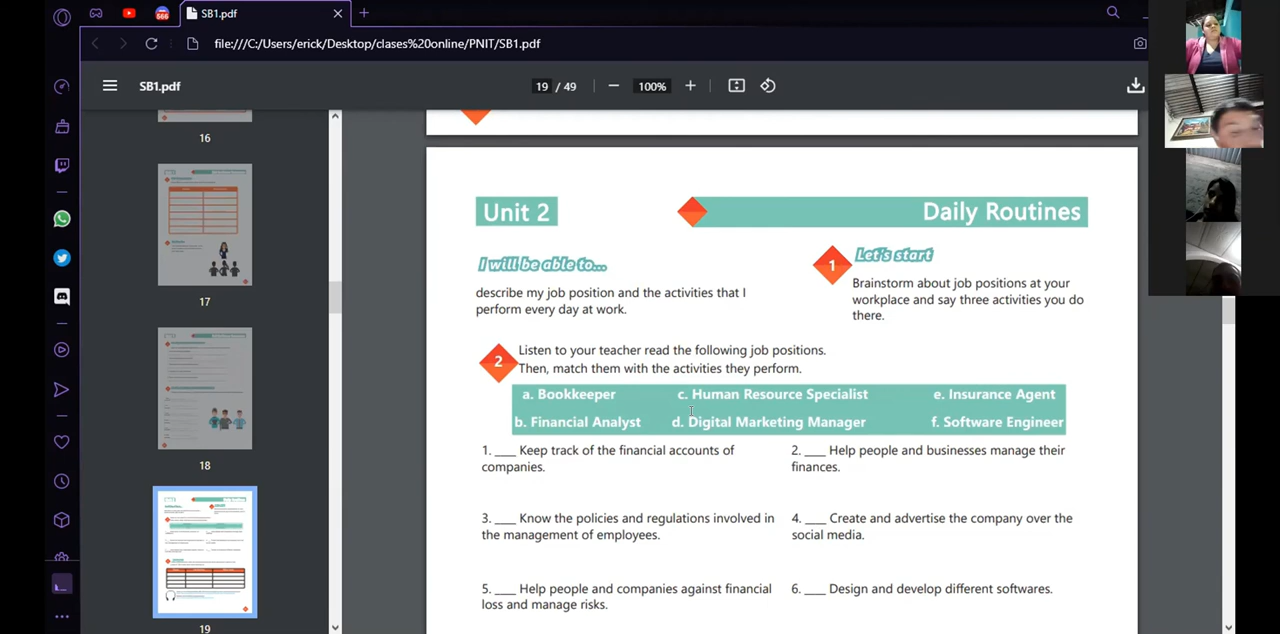 666
SB1.pdf
file:///C:/Users/erick/Desktop/clases%20online/PNIT/SB1.pdf
SB1.pdf
19 / 49
100%
16
17
18
19
Unit 2
Daily Routines
I will be able to...
describe my job position and the activities that I
perform every day at work.
1
Let's start
Brainstorm about job positions at your
workplace and say three activities you do
there.
2
Listen to your teacher read the following job positions.
Then, match them with the activities they perform.
a. Bookkeeper
c. Human Resource Specialist
e. Insurance Agent
b. Financial Analyst
d. Digital Marketing Manager
f. Software Engineer
1. ___ Keep track of the financial accounts of
companies.
2. ___ Help people and businesses manage their
finances.
3. ___ Know the policies and regulations involved in
the management of employees.
4. ___ Create and advertise the company over the
social media.
5. ___ Help people and companies against financial
loss and manage risks.
6. ___ Design and develop different softwares.